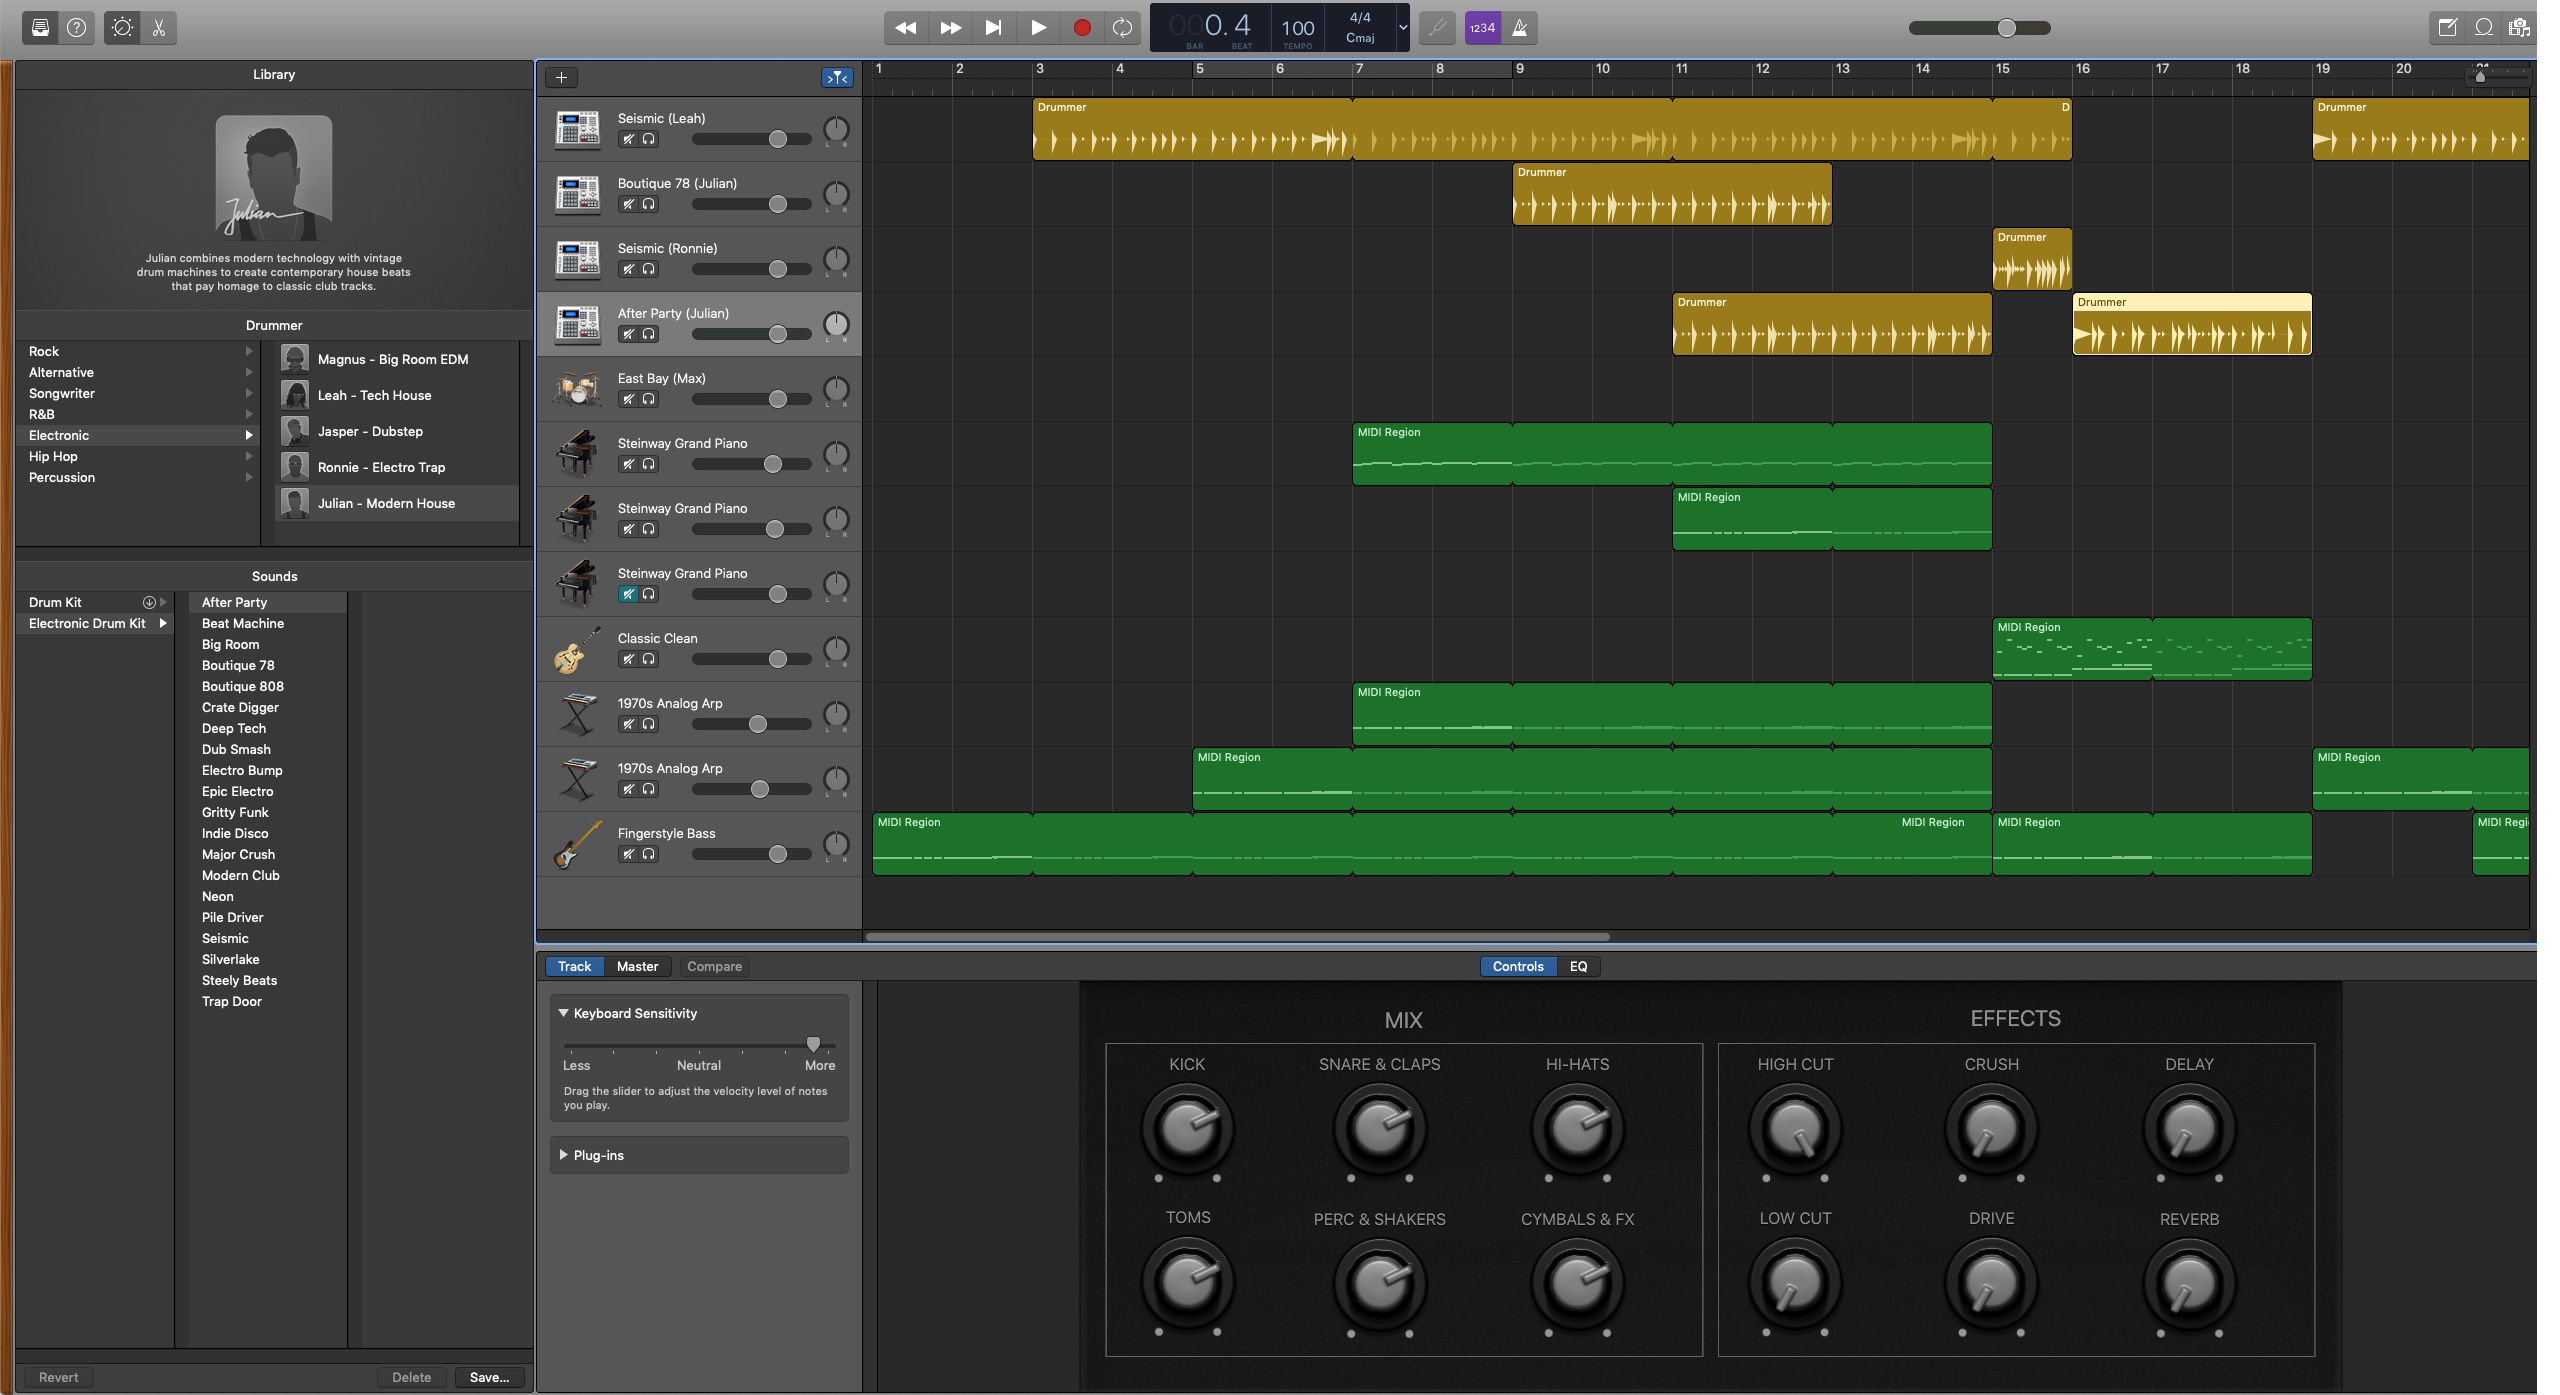 000. 4
BAR BEAT
100
TEMPO
4/4
Cmaj
1234
Library
Julian
Julian combines modern technology with vintage
drum machines to create contemporary house beats
that pay homage to classic club tracks.
Drummer
Rock
Alternative
Songwriter
R&B
Electronic
Hip Hop
Percussion
Magnus - Big Room EDM
Leah - Tech House
Jasper - Dubstep
Ronnie - Electro Trap
Julian - Modern House
Sounds
Drum Kit
Electronic Drum Kit
After Party
Beat Machine
Big Room
Boutique 78
Boutique 808
Crate Digger
Deep Tech
Dub Smash
Electro Bump
Epic Electro
Gritty Funk
Indie Disco
Major Crush
Modern Club
Neon
Pile Driver
Seismic
Silverlake
Steely Beats
Trap Door
Revert
Delete
Save...
1 2 3 4 5 6 7 8 9 10 11 12 13 14 15 16 17 18 19 20 21
Seismic (Leah)
L R
Drummer
D
Drummer
Boutique 78 (Julian)
L R
Drummer
Seismic (Ronnie)
L R
Drummer
After Party (Julian)
L R
Drummer
Drummer
East Bay (Max)
L R
Steinway Grand Piano
L R
MIDI Region
Steinway Grand Piano
L R
MIDI Region
Steinway Grand Piano
L R
Classic Clean
L R
MIDI Region
1970s Analog Arp
L R
MIDI Region
1970s Analog Arp
L R
MIDI Region
MIDI Region
Fingerstyle Bass
L R
MIDI Region
MIDI Region
MIDI Region
MIDI Regi
Track
Master
Compare
Controls
EQ
Keyboard Sensitivity
Less Neutral More
Drag the slider to adjust the velocity level of notes
you play.
Plug-ins
MIX
KICK SNARE & CLAPS HI-HATS
TOMS PERC & SHAKERS CYMBALS & FX
EFFECTS
HIGH CUT CRUSH DELAY
LOW CUT DRIVE REVERB